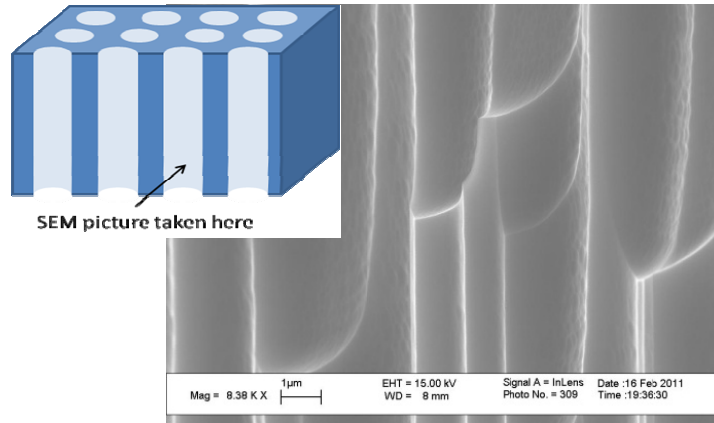 SEM picture taken here
1µm
Mag = 8.38 K X
EHT = 15.00 kV
WD = 8 mm
Signal A = InLens
Photo No. = 309
Date :16 Feb 2011
Time :19:36:30